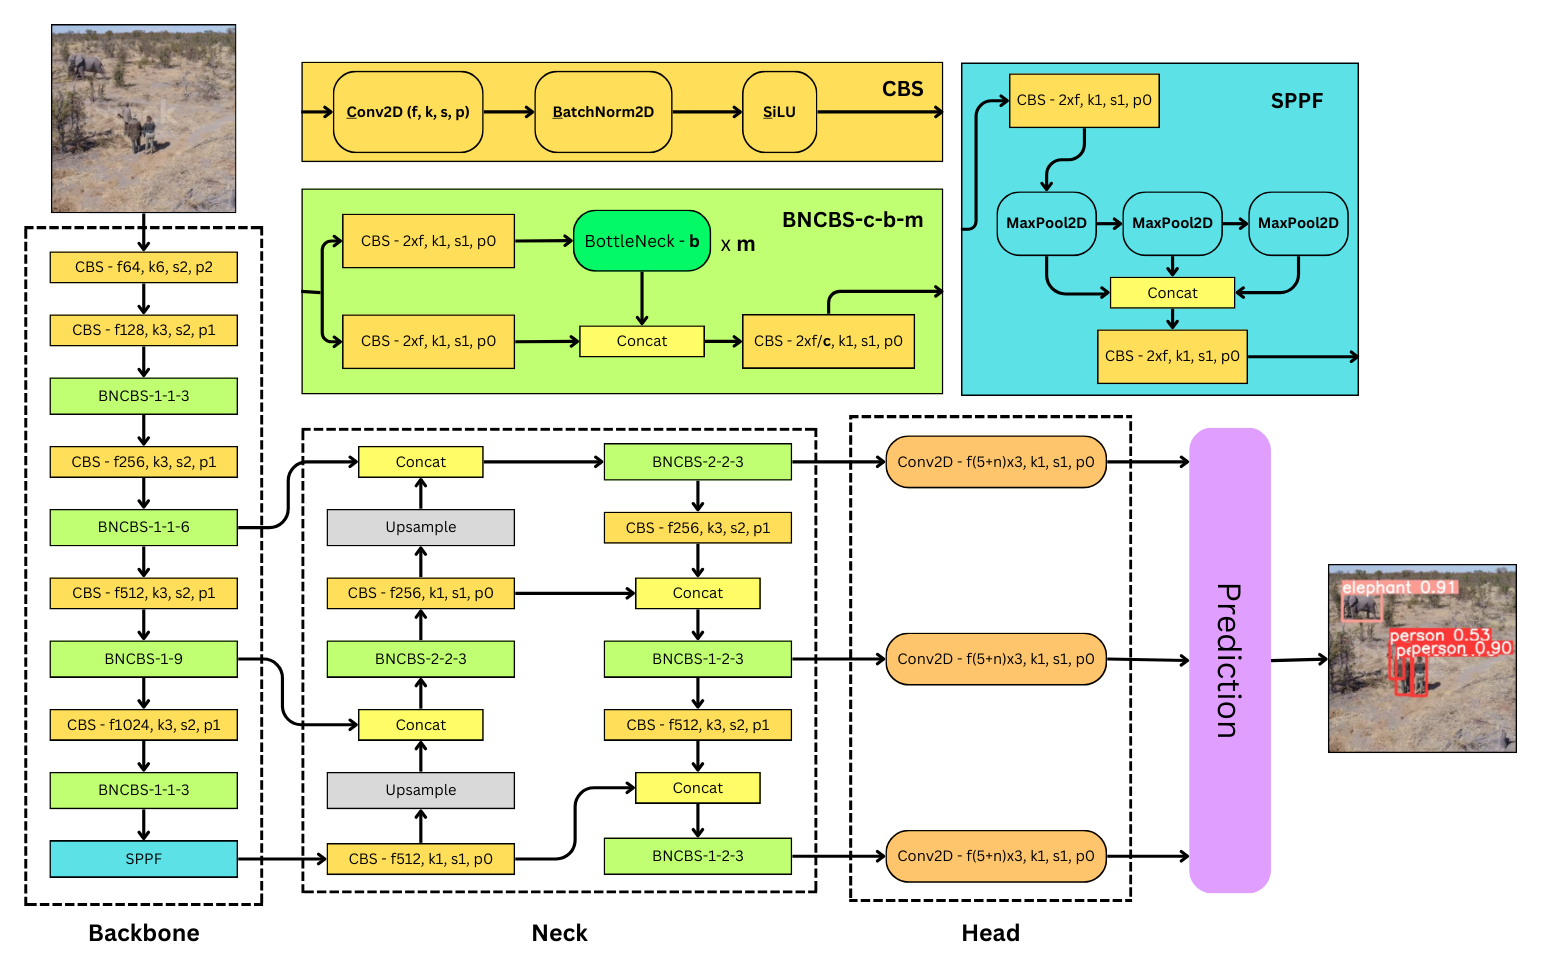 CBS
Conv2D (f, k, s, p)
BatchNorm2D
SiLU
BNCBS-c-b-m
CBS - 2xf, k1, s1, p0
BottleNeck - b
x m
CBS - 2xf, k1, s1, p0
Concat
CBS - 2xf/c, k1, s1, p0
SPPF
CBS - 2xf, k1, s1, p0
MaxPool2D
MaxPool2D
MaxPool2D
Concat
CBS - 2xf, k1, s1, p0
CBS - f64, k6, s2, p2
CBS - f128, k3, s2, p1
BNCBS-1-1-3
CBS - f256, k3, s2, p1
BNCBS-1-1-6
CBS - f512, k3, s2, p1
BNCBS-1-9
CBS - f1024, k3, s2, p1
BNCBS-1-1-3
SPPF
Backbone
Concat
Upsample
CBS - f256, k1, s1, p0
BNCBS-2-2-3
Concat
Upsample
CBS - f512, k1, s1, p0
BNCBS-2-2-3
CBS - f256, k3, s2, p1
Concat
BNCBS-1-2-3
CBS - f512, k3, s2, p1
Concat
BNCBS-1-2-3
Neck
Conv2D - f(5+n)x3, k1, s1, p0
Conv2D - f(5+n)x3, k1, s1, p0
Conv2D - f(5+n)x3, k1, s1, p0
Head
Prediction
elephant 0.91
person 0.53
person 0.90